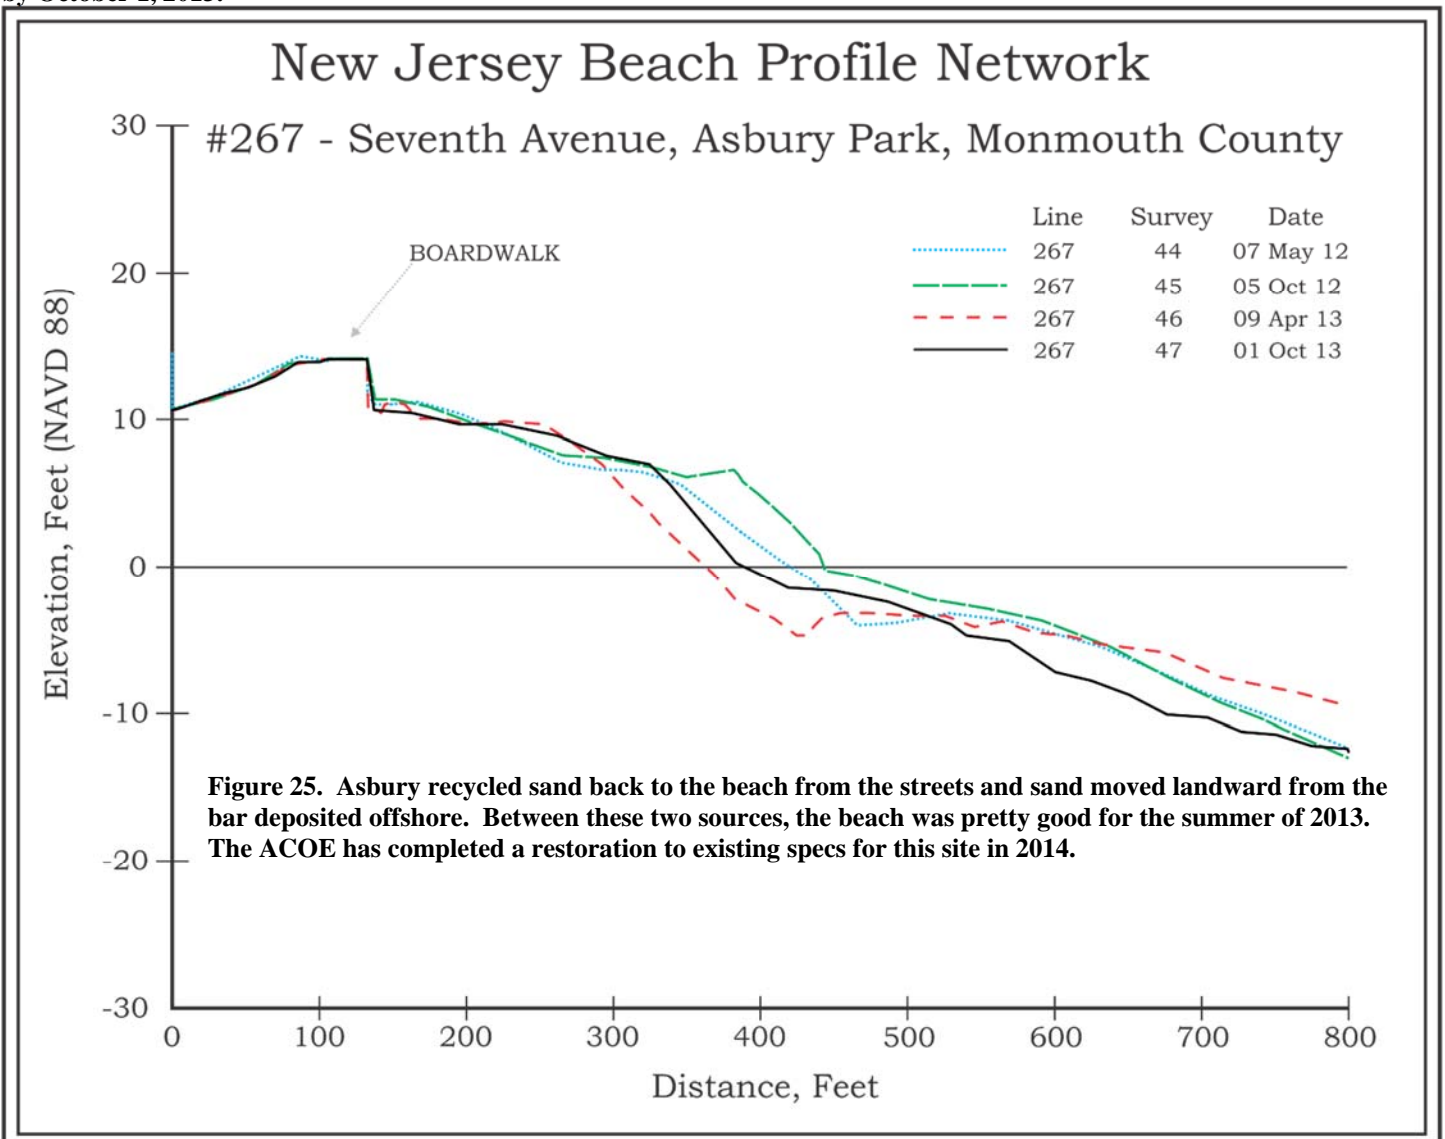 by October 1, 2013.
New Jersey Beach Profile Network
#267 - Seventh Avenue, Asbury Park, Monmouth County
Line Survey Date
267 44 07 May 12
267 45 05 Oct 12
267 46 09 Apr 13
267 47 01 Oct 13
BOARDWALK
Elevation, Feet (NAVD 88)
30
20
10
0
-10
-20
-30
Figure 25. Asbury recycled sand back to the beach from the streets and sand moved landward from the
bar deposited offshore. Between these two sources, the beach was pretty good for the summer of 2013.
The ACOE has completed a restoration to existing specs for this site in 2014.
0 100 200 300 400 500 600 700 800
Distance, Feet